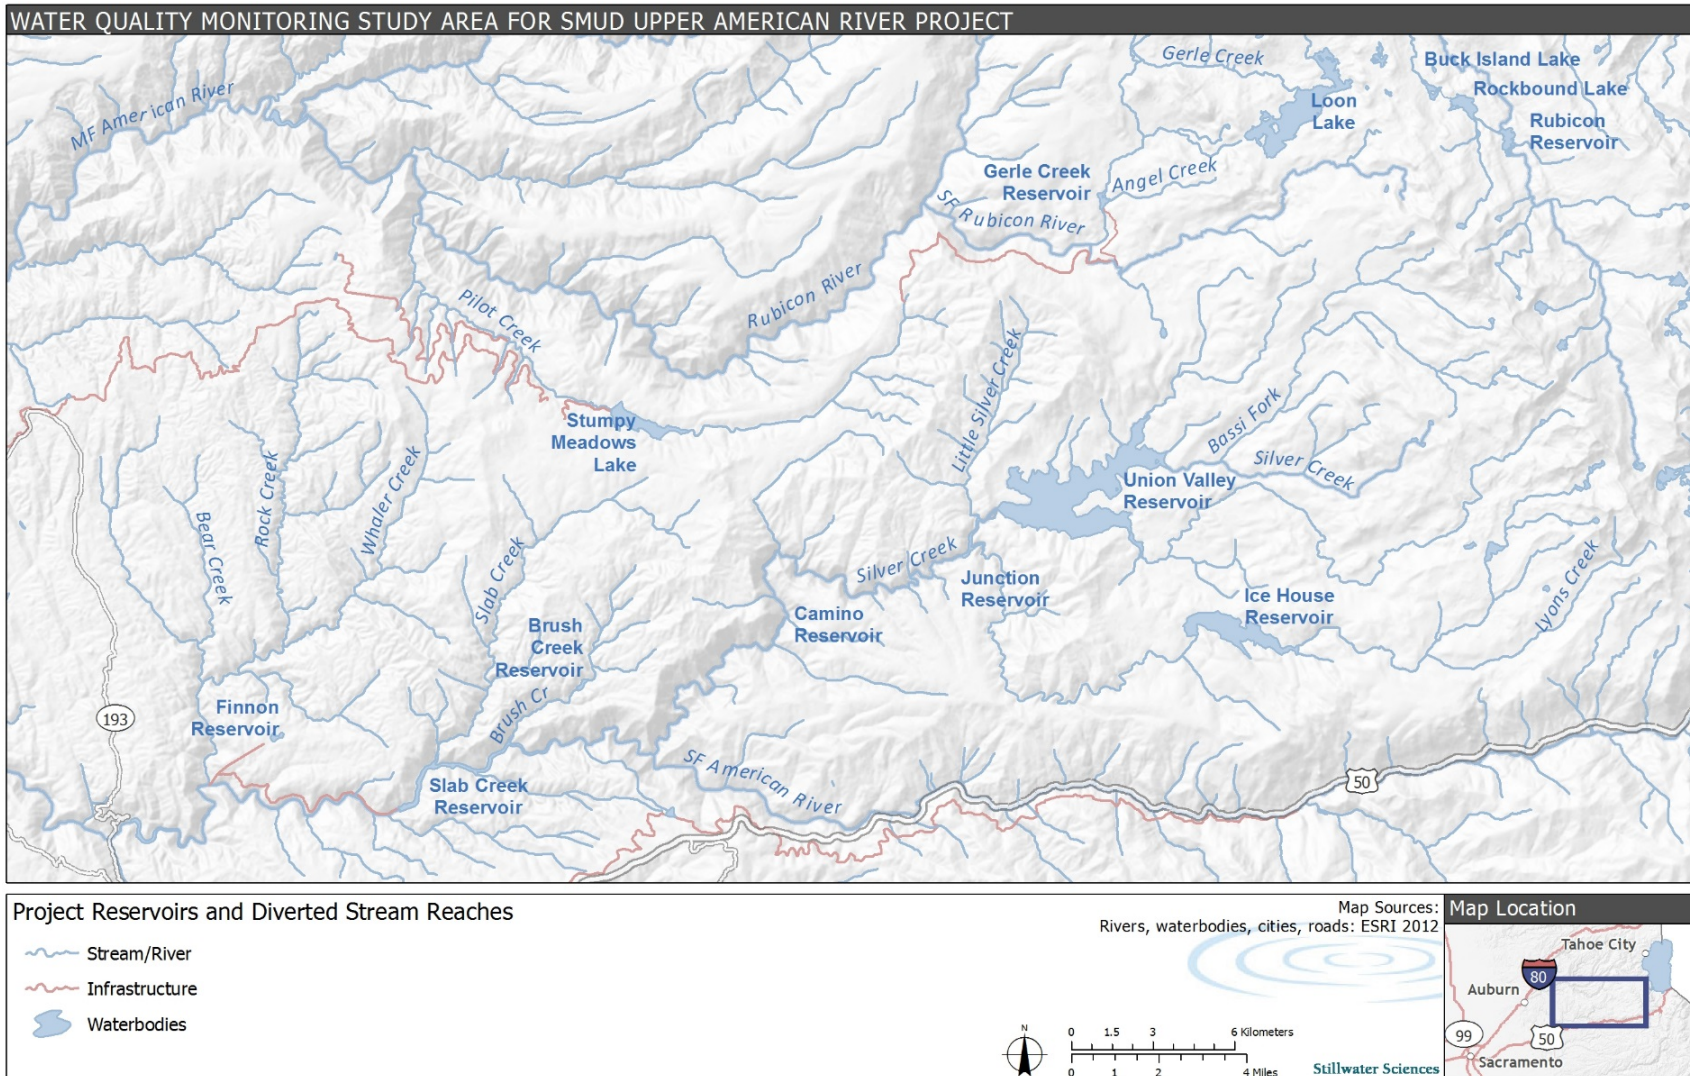 WATER QUALITY MONITORING STUDY AREA FOR SMUD UPPER AMERICAN RIVER PROJECT
MF American River
Gerle Creek
Buck Island Lake
Rockbound Lake
Loon
Lake
Rubicon
Reservoir
Gerle Creek
Reservoir
Angel Creek
SF Rubicon River
Rubicon River
Pilot Creek
Little Silver Creek
Stumpy
Meadows
Lake
Bassi Fork
Silver Creek
Union Valley
Reservoir
Rock Creek
Whaler Creek
Bear Creek
Slab Creek
Silver Creek
Junction
Reservoir
Lyons Creek
Ice House
Reservoir
Camino
Reservoir
Brush
Creek
Reservoir
Brush Cr
Finnon
Reservoir
193
SF American River
50
Slab Creek
Reservoir
Project Reservoirs and Diverted Stream Reaches
Stream/River
Infrastructure
Waterbodies
Map Sources:
Rivers, waterbodies, cities, roads: ESRI 2012
N
0 1.5 3 6 Kilometers
0 1 2 4 Miles
Stillwater Sciences
Map Location
Tahoe City
80
Auburn
99
50
Sacramento